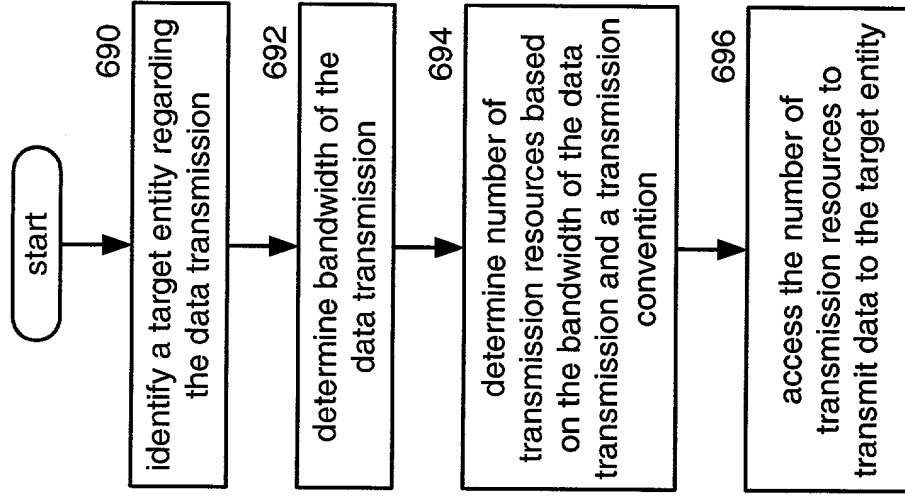 start
690
identify a target entity regarding
the data transmission
692
determine bandwidth of the
data transmission
694
determine number of
transmission resources based
on the bandwidth of the data
transmission and a transmission
convention
696
access the number of
transmission resources to
transmit data to the target entity